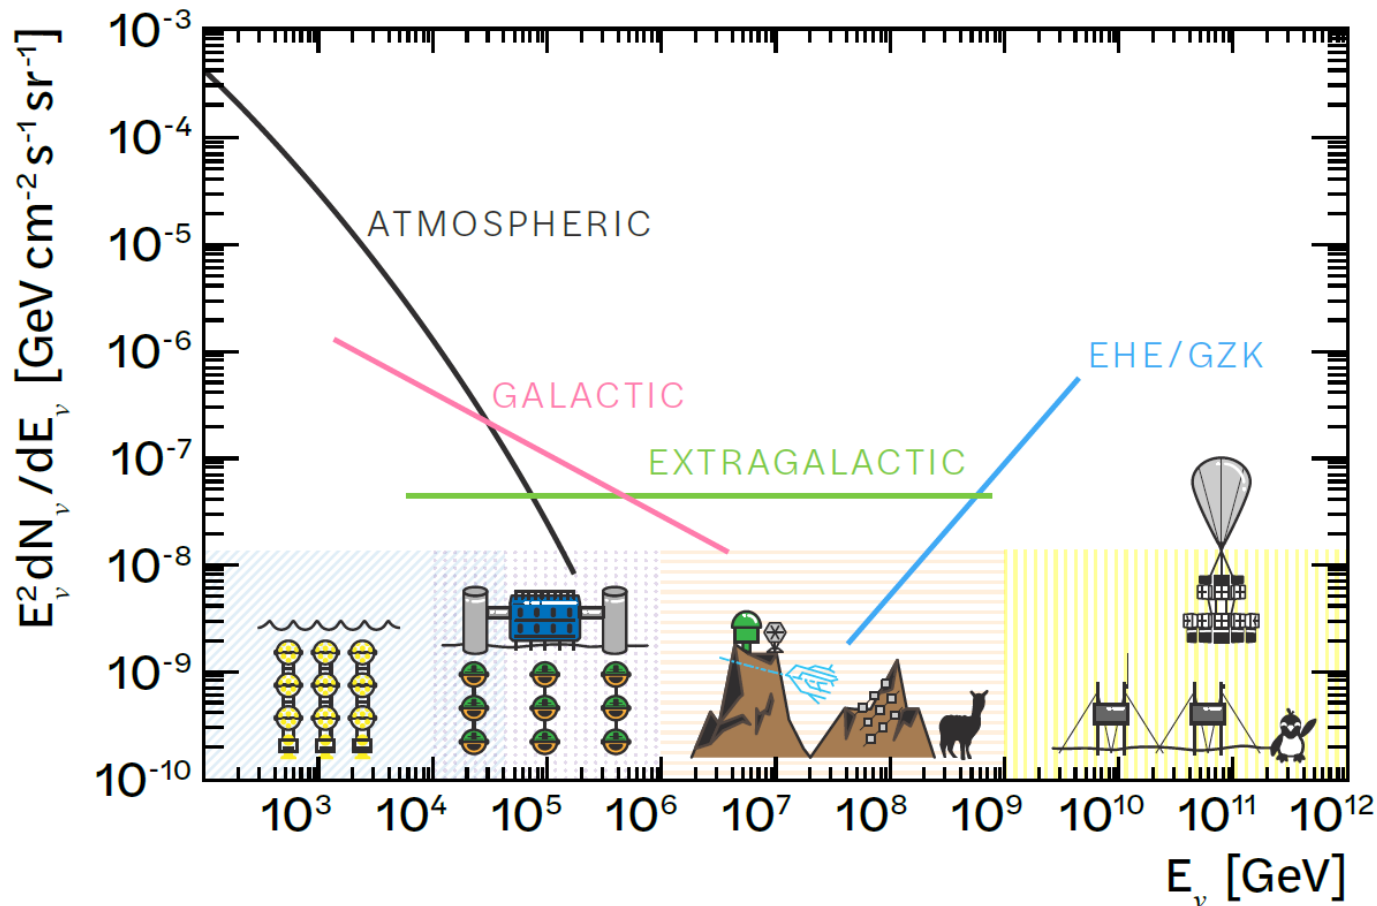 E²ᵥdNᵥ/dEᵥ [GeV cm⁻² s⁻¹ sr⁻¹]
10⁻³
10⁻⁴
10⁻⁵
10⁻⁶
10⁻⁷
10⁻⁸
10⁻⁹
10⁻¹⁰
ATMOSPHERIC
EHE/GZK
GALACTIC
EXTRAGALACTIC
10³ 10⁴ 10⁵ 10⁶ 10⁷ 10⁸ 10⁹ 10¹⁰ 10¹¹ 10¹²
Eᵥ [GeV]